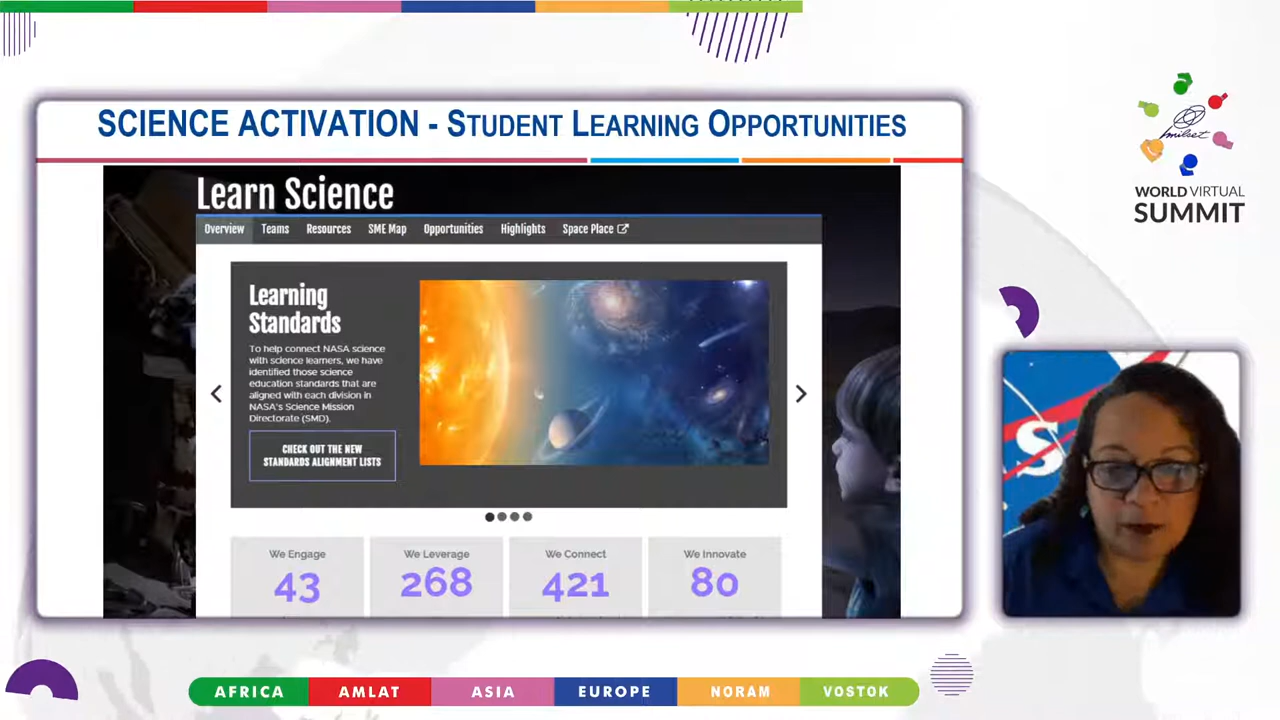 SCIENCE ACTIVATION - STUDENT LEARNING OPPORTUNITIES
milset
WORLD VIRTUAL
SUMMIT
Learn Science
Overview Teams Resources SME Map Opportunities Highlights Space Place
Learning
Standards
To help connect NASA science
with science learners, we have
identified those science
education standards that are
aligned with each division in
NASA's Science Mission
Directorate (SMD).
CHECK OUT THE NEW
STANDARDS ALIGNMENT LISTS
We Engage We Leverage We Connect We Innovate
43 268 421 80
S
AFRICA AMLAT ASIA EUROPE NORAM VOSTOK